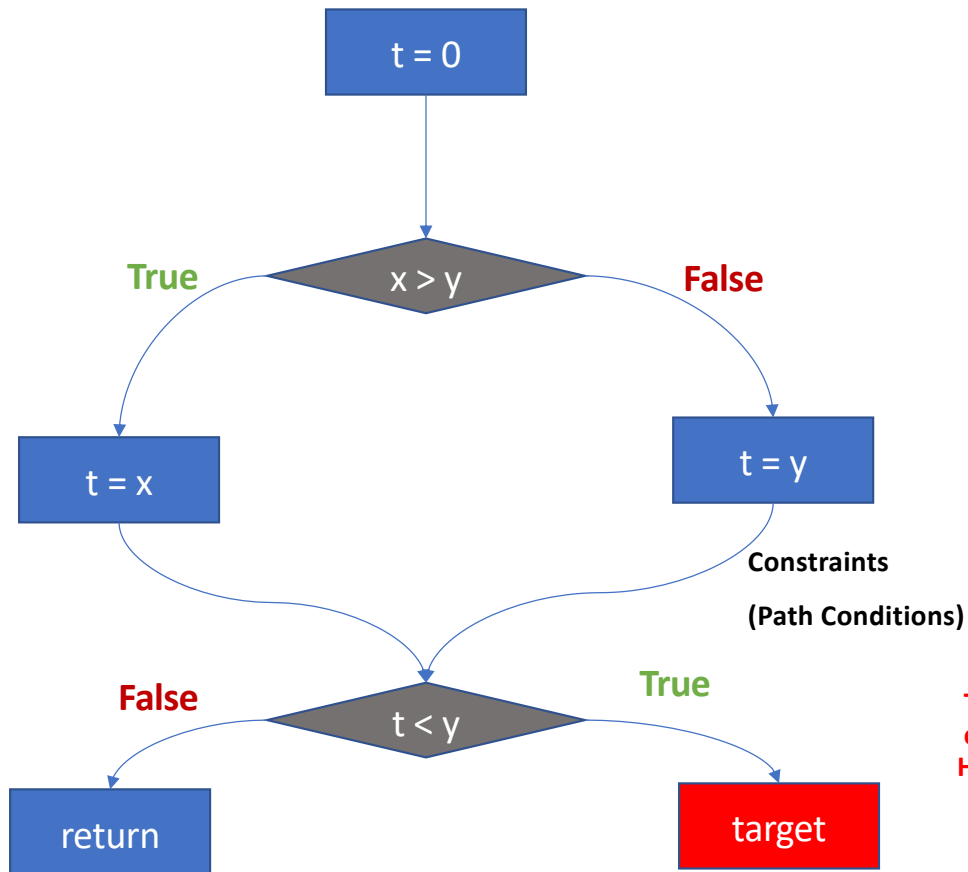 t = 0
x > y
True
False
t = x
t = y
Constraints
(Path Conditions)
t < y
False
True
return
target